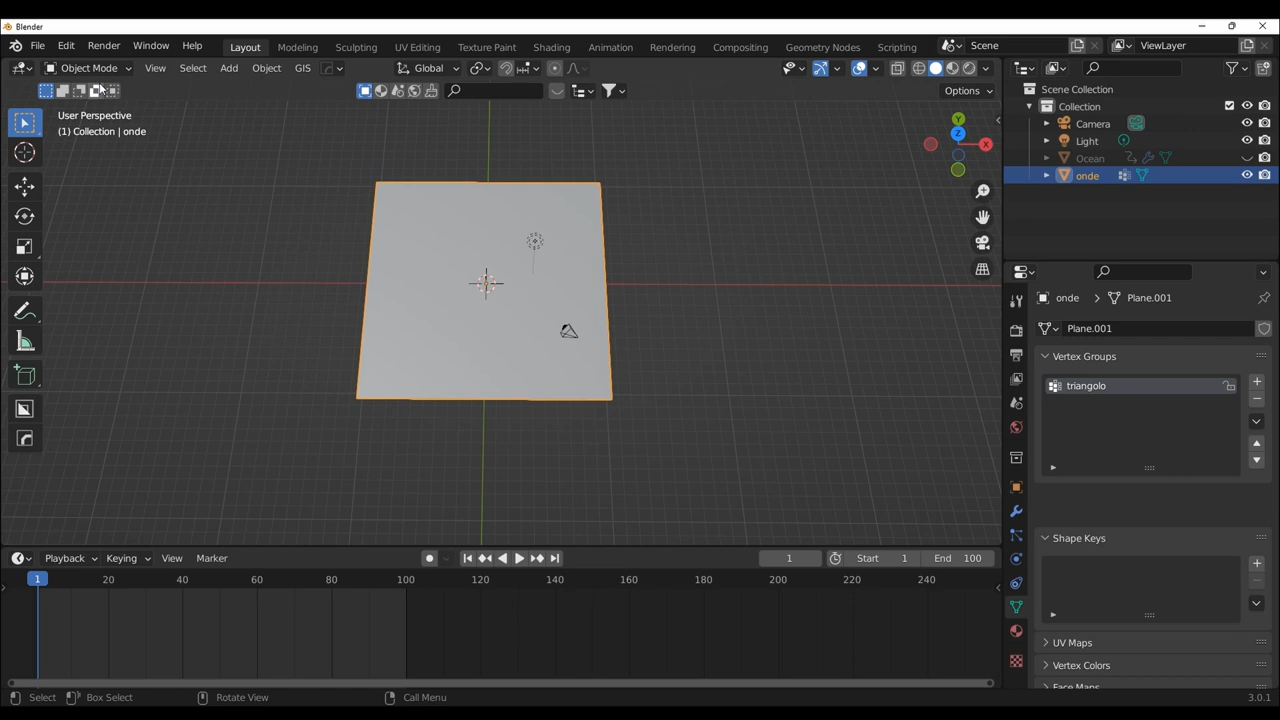 Blender
File Edit Render Window Help Layout Modeling Sculpting UV Editing Texture Paint Shading Animation Rendering Compositing Geometry Nodes Scripting Scene ViewLayer
Object Mode View Select Add Object GIS Global
Options
User Perspective
(1) Collection | onde
Y
Z
X
Scene Collection
Collection
Camera
Light
Ocean
onde
onde > Plane.001
Plane.001
Vertex Groups
triangolo
Shape Keys
UV Maps
Vertex Colors
Face Maps
Playback Keying View Marker 1 Start 1 End 100
1 20 40 60 80 100 120 140 160 180 200 220 240
Select Box Select Rotate View Call Menu 3.0.1